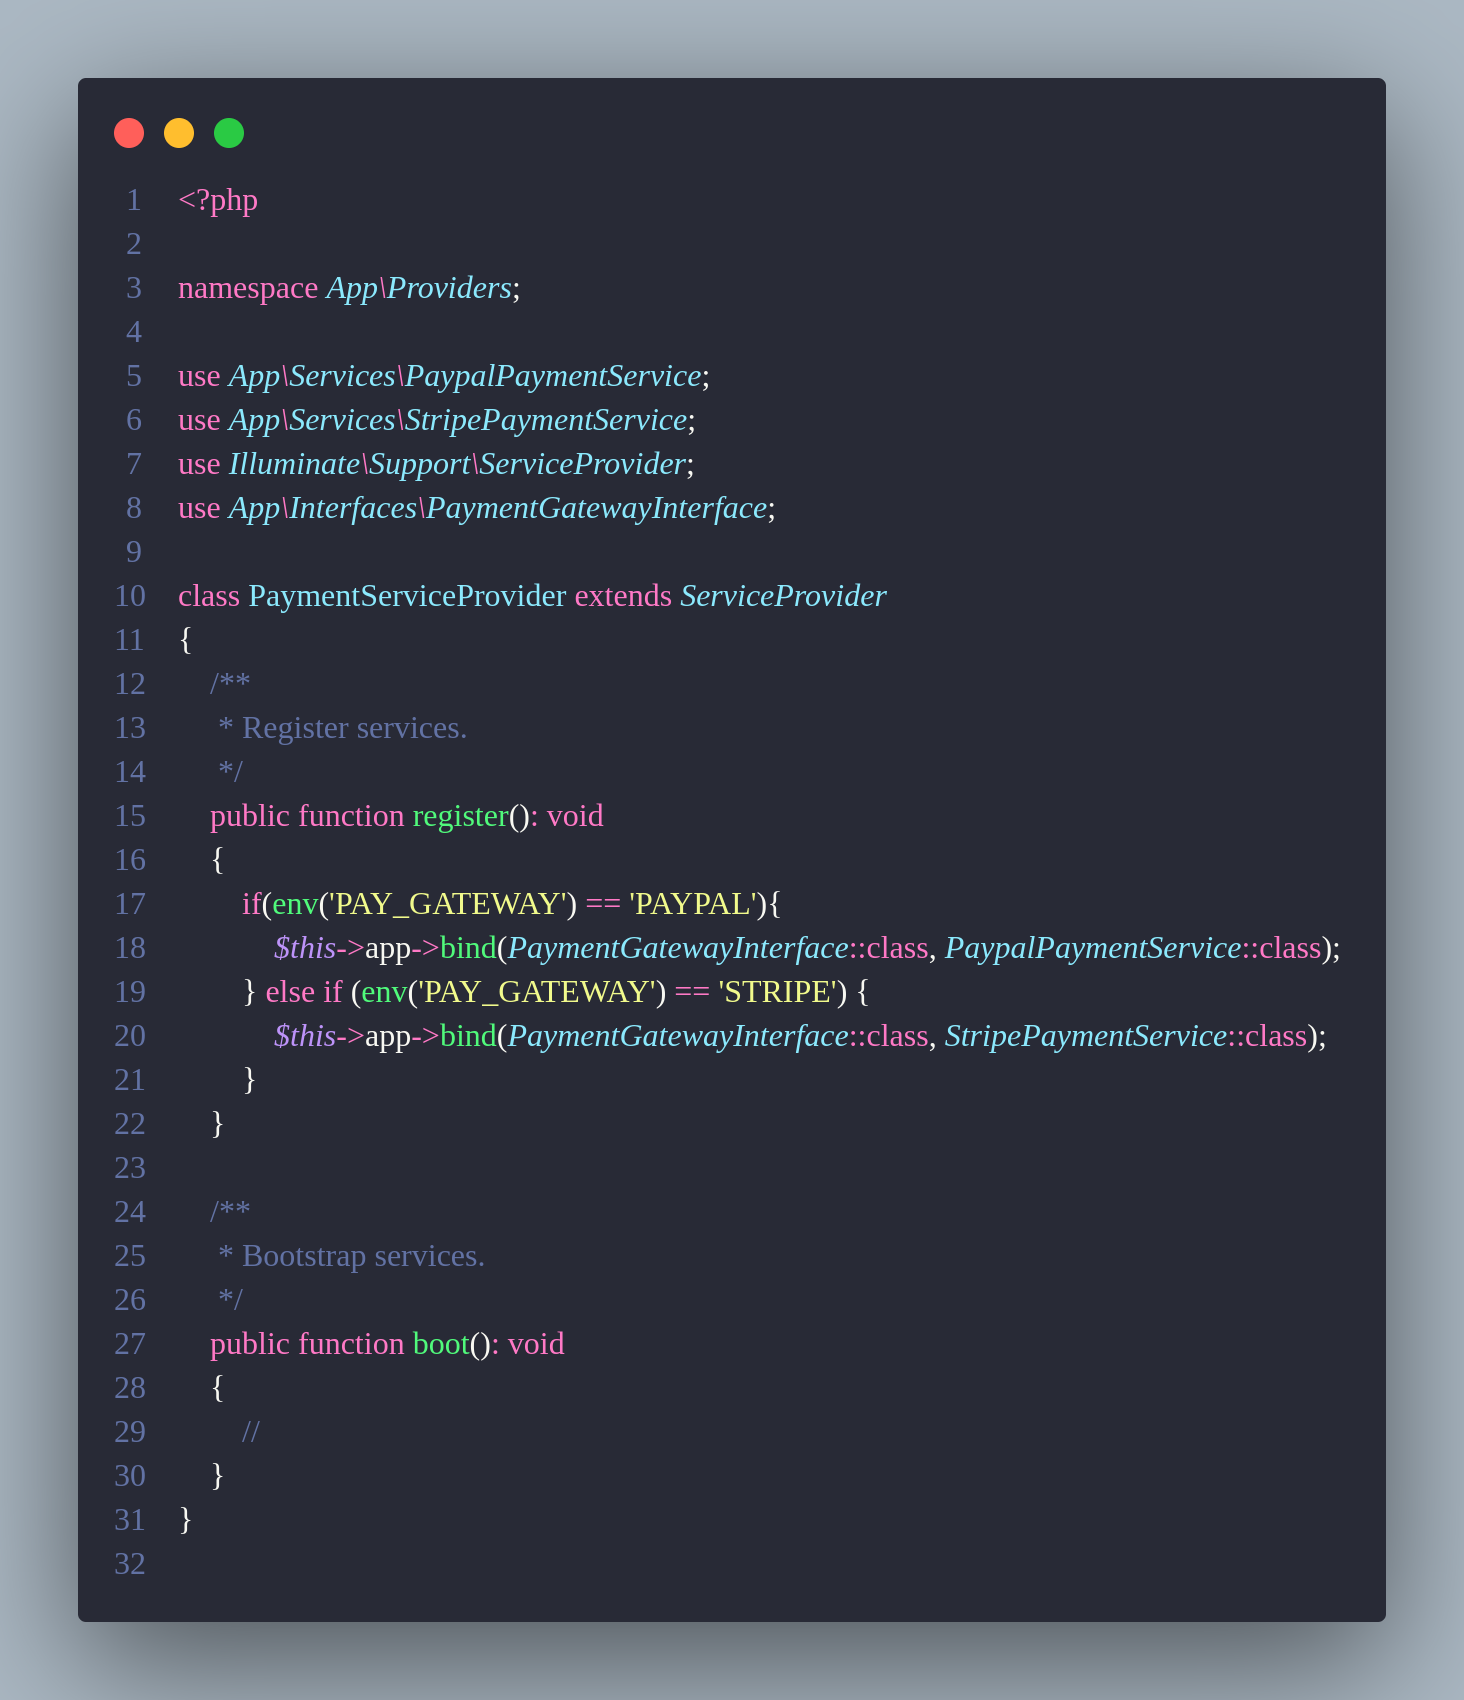 1 <?php
2
3 namespace App\Providers;
4
5 use App\Services\PaypalPaymentService;
6 use App\Services\StripePaymentService;
7 use Illuminate\Support\ServiceProvider;
8 use App\Interfaces\PaymentGatewayInterface;
9
10 class PaymentServiceProvider extends ServiceProvider
11 {
12     /**
13      * Register services.
14      */
15     public function register(): void
16     {
17         if(env('PAY_GATEWAY') == 'PAYPAL'){
18             $this->app->bind(PaymentGatewayInterface::class, PaypalPaymentService::class);
19         } else if (env('PAY_GATEWAY') == 'STRIPE') {
20             $this->app->bind(PaymentGatewayInterface::class, StripePaymentService::class);
21         }
22     }
23
24     /**
25      * Bootstrap services.
26      */
27     public function boot(): void
28     {
29         //
30     }
31 }
32